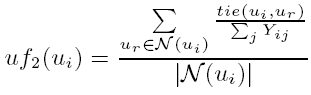 uf_2(u_i) = \frac{\sum_{u_r \in \mathcal{N}(u_i)} \frac{tie(u_i, u_r)}{\sum_j Y_{ij}}}{|\mathcal{N}(u_i)|}